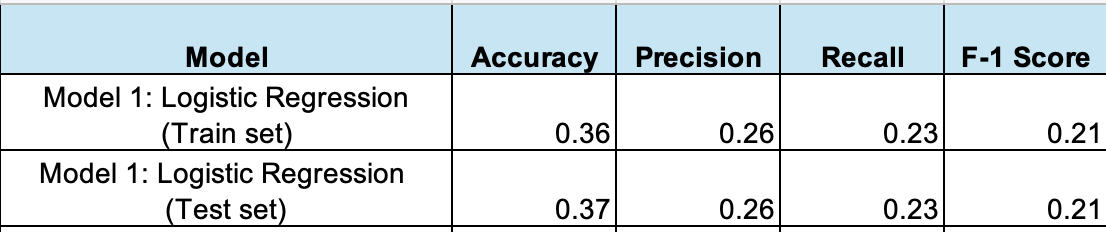 Model Accuracy Precision Recall F-1 Score
Model 1: Logistic Regression
(Train set) 0.36 0.26 0.23 0.21
Model 1: Logistic Regression
(Test set) 0.37 0.26 0.23 0.21